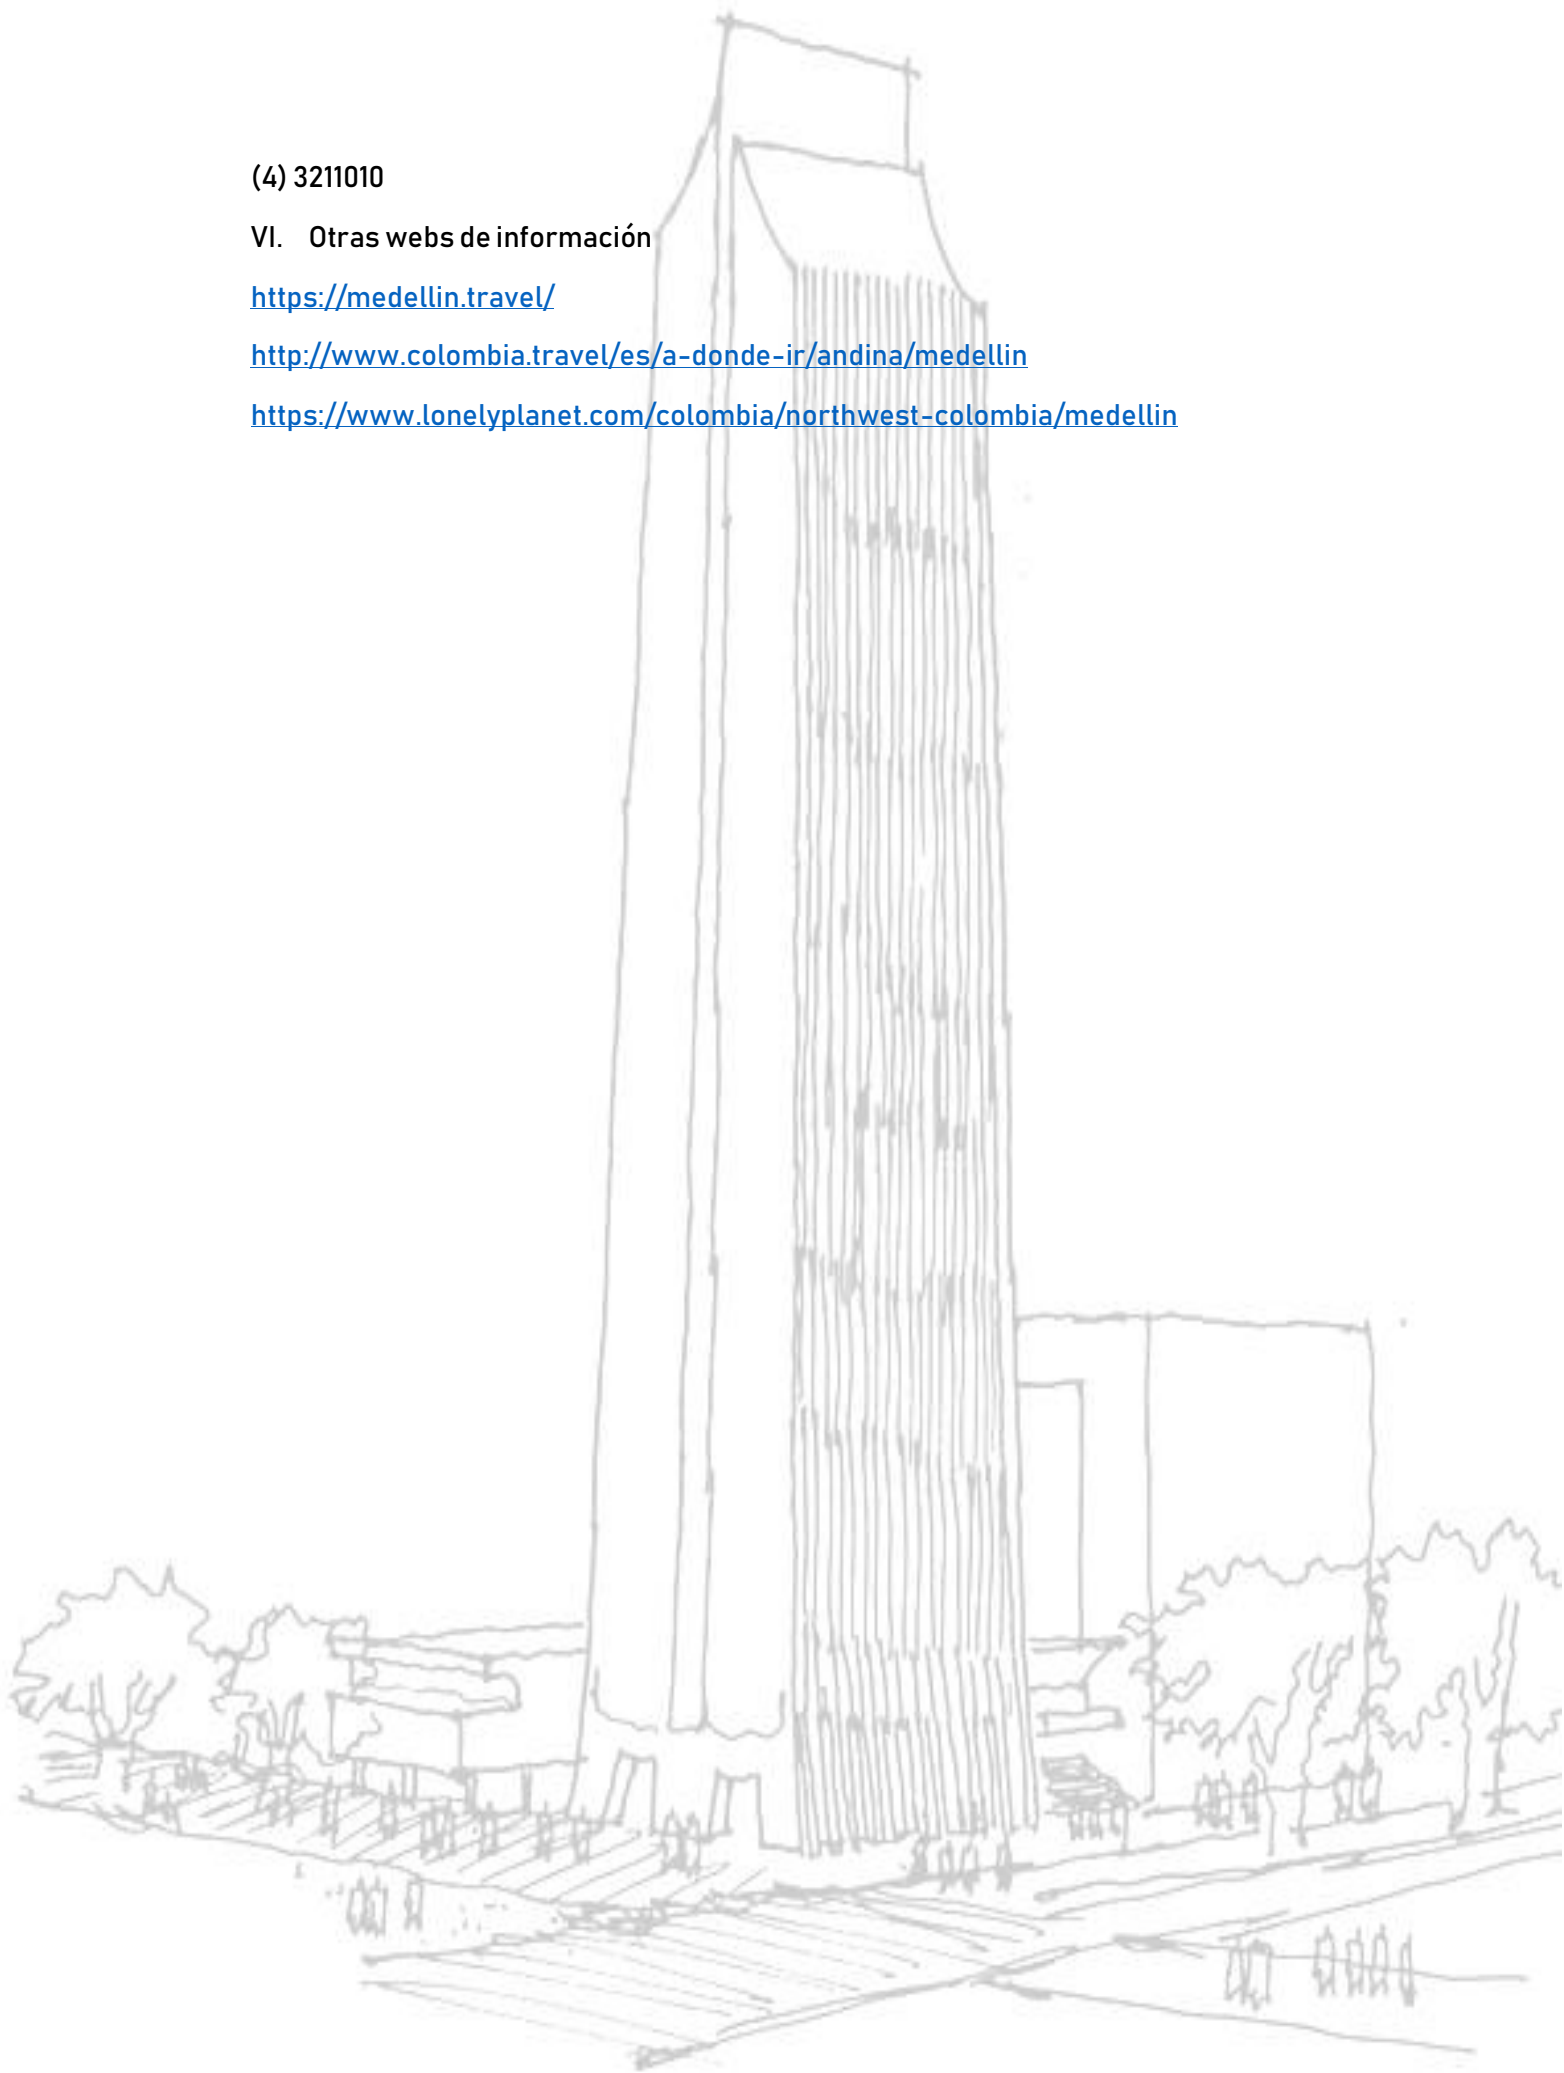 (4) 3211010
VI. Otras webs de información
https://medellin.travel/
http://www.colombia.travel/es/a-donde-ir/andina/medellin
https://www.lonelyplanet.com/colombia/northwest-colombia/medellin